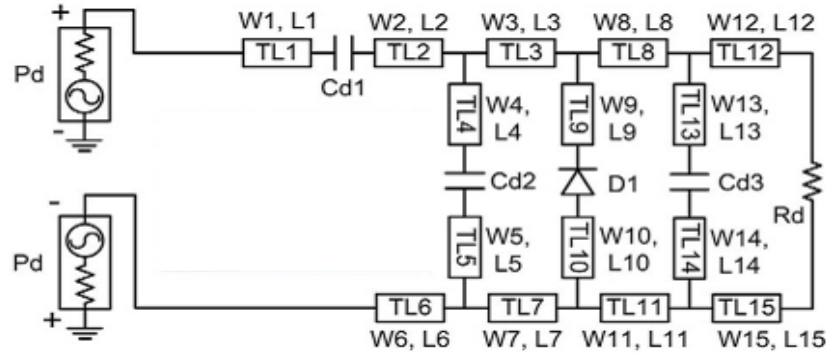 +
W1, L1 W2, L2 W3, L3 W8, L8 W12, L12
TL1 TL2 TL3 TL8 TL12
Pd
Cd1
-
TL4 W4, L4
TL9 W9, L9
TL13 W13, L13
Cd2 D1 Cd3
Rd
-
Pd
TL5 W5, L5
TL10 W10, L10
TL14 W14, L14
+
TL6 TL7 TL11 TL15
W6, L6 W7, L7 W11, L11 W15, L15